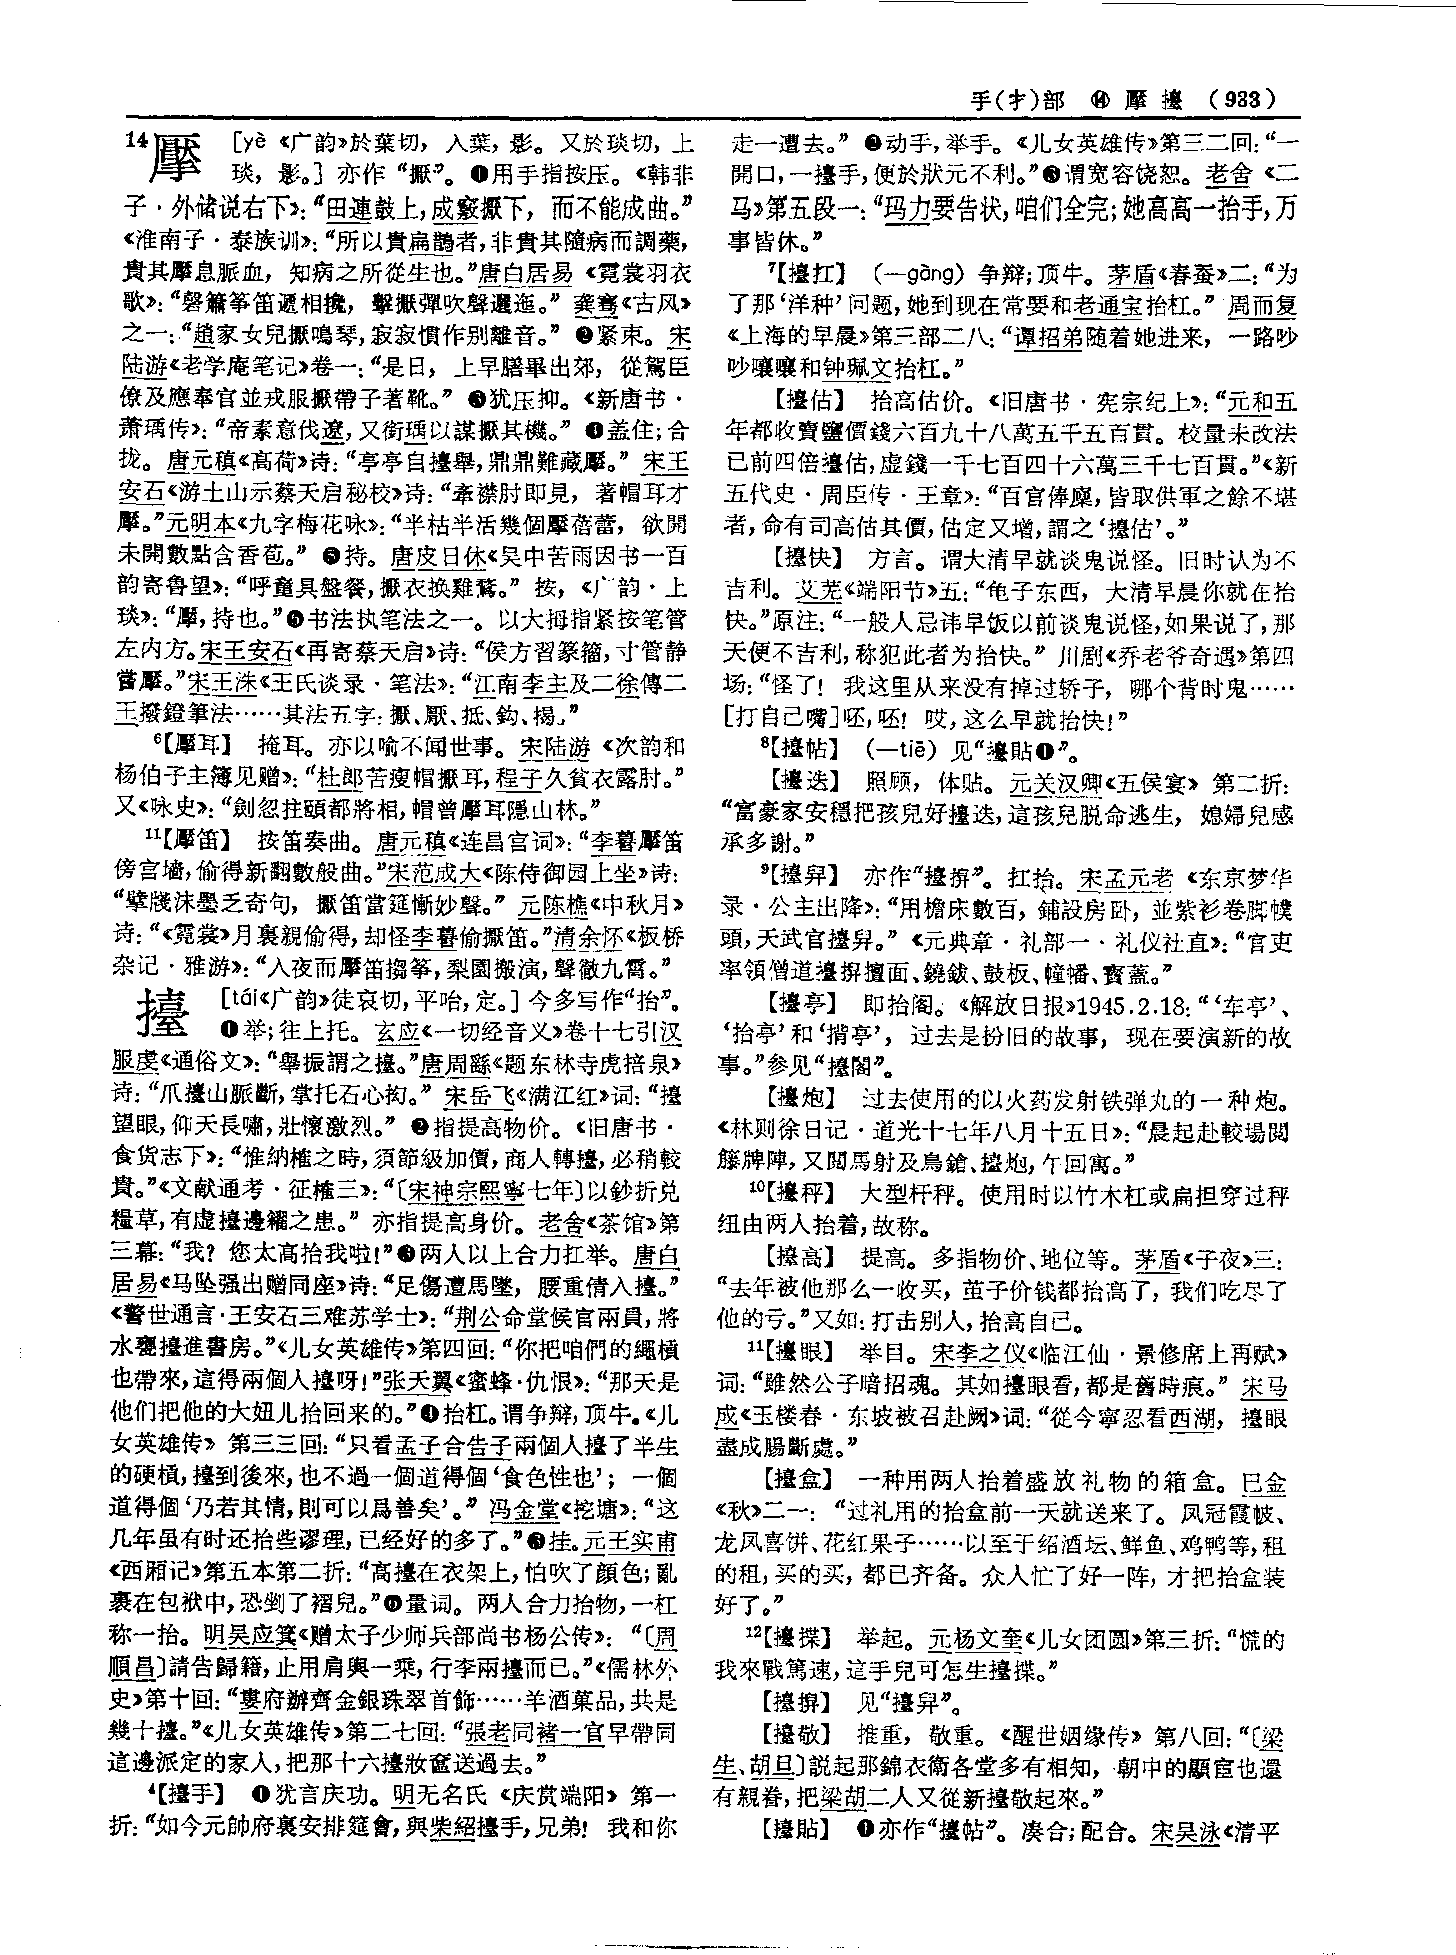 手(扌)部 ⑭ 擪 擡 (933)
14 擪 [yè 《广韵》於葉切，入葉，影。又於琰切，上
琰，影。] 亦作“擫”。❶用手指按压。《韩非
子·外储说右下》：“田連鼓上，成竅擫下，而不能成曲。”
《淮南子·泰族训》：“所以貴扁鵲者，非貴其隨病而調藥，
貴其擪息脈血，知病之所從生也。”唐白居易《霓裳羽衣
歌》：“磬簫筝笛遞相攙，擊擫彈吹聲邐迤。” 龚骞《古风》
之一：“趙家女兒擫鳴琴，寂寂慣作別離音。” ❷紧束。宋
陆游《老学庵笔记》卷一：“是日，上早膳畢出郊，從駕臣
僚及應奉官並戎服擫帶子著靴。” ❸犹压抑。《新唐书·
萧瑀传》：“帝素意伐遼，又銜瑀以謀擫其機。” ❹盖住；合
拢。唐元稹《高荷》诗：“亭亭自擡舉，鼎鼎難藏擪。” 宋王
安石《游土山示蔡天启秘校》诗：“牽襟肘即見，著帽耳才
擪。”元明本《九字梅花咏》：“半枯半活幾個擪蓓蕾，欲開
未開數點含香苞。” ❺持。唐皮日休《吴中苦雨因书一百
韵寄鲁望》：“呼童具盤餐，擫衣换雞鶩。” 按，《广韵·上
琰》：“擪，持也。”❻书法执笔法之一。以大拇指紧按笔管
左内方。宋王安石《再寄蔡天启》诗：“侯方習篆籀，寸管静
嘗擪。”宋王洙《王氏谈录·笔法》：“江南李主及二徐傳二
王撥鐙筆法……其法五字：擫、厭、抵、鈎、揭。”
6【擪耳】 掩耳。亦以喻不闻世事。宋陆游《次韵和
杨伯子主簿见赠》：“杜郎苦瘦帽擫耳，程子久貧衣露肘。”
又《咏史》：“劍忽拄頤都將相，帽曾擪耳隱山林。”
11【擪笛】 按笛奏曲。唐元稹《连昌宫词》：“李謩擪笛
傍宫墙，偷得新翻數般曲。”宋范成大《陈侍御园上坐》诗：
“擘牋沫墨乏奇句，擫笛當筵慚妙聲。” 元陈樵《中秋月》
诗：“《霓裳》月裏親偷得，却怪李謩偷擫笛。”清余怀《板桥
杂记·雅游》：“入夜而擪笛搊筝，梨園搬演，聲徹九霄。”
擡 [tái《广韵》徒哀切，平咍，定。] 今多写作“抬”。
❶举；往上托。玄应《一切经音义》卷十七引汉
服虔《通俗文》：“舉振謂之擡。”唐周繇《题东林寺虎掊泉》
诗：“爪擡山脈斷，掌托石心拗。” 宋岳飞《满江红》词：“擡
望眼，仰天長嘯，壯懷激烈。” ❷指提高物价。《旧唐书·
食货志下》：“惟納榷之時，須節級加價，商人轉擡，必稍較
貴。”《文献通考·征榷三》：“〔宋神宗熙寧七年〕以鈔折兑
糧草，有虚擡邊糴之患。” 亦指提高身价。老舍《茶馆》第
三幕：“我？您太高抬我啦！”❸两人以上合力扛举。唐白
居易《马坠强出赠同座》诗：“足傷遭馬墜，腰重倩入擡。”
《警世通言·王安石三难苏学士》：“荆公命堂候官兩員，將
水甕擡進書房。”《儿女英雄传》第四回：“你把咱們的繩槓
也帶來，這得兩個人擡呀！”张天翼《蜜蜂·仇恨》：“那天是
他们把他的大妞儿抬回来的。”❹抬杠。谓争辩，顶牛。《儿
女英雄传》第三三回：“只看孟子合告子兩個人擡了半生
的硬槓，擡到後來，也不過一個道得個‘食色性也’；一個
道得個‘乃若其情，則可以爲善矣’。” 冯金堂《挖塘》：“这
几年虽有时还抬些谬理，已经好的多了。”❺挂。元王实甫
《西厢记》第五本第二折：“高擡在衣架上，怕吹了顔色；亂
裹在包袱中，恐剉了褶兒。”❻量词。两人合力抬物，一杠
称一抬。明吴应箕《赠太子少师兵部尚书杨公传》：“〔周
順昌〕請告歸籍，止用肩輿一乘，行李兩擡而已。”《儒林外
史》第十回：“婁府辦齊金銀珠翠首飾……羊酒菓品，共是
幾十擡。”《儿女英雄传》第二七回：“張老同褚一官早帶同
這邊派定的家人，把那十六擡妝奩送過去。”
4【擡手】 ❶犹言庆功。明无名氏《庆赏端阳》第一
折：“如今元帥府裏安排筵會，與柴紹擡手，兄弟！我和你
走一遭去。” ❷动手，举手。《儿女英雄传》第三二回：“一
開口，一擡手，便於狀元不利。”❸谓宽容饶恕。老舍《二
马》第五段一：“玛力要告状，咱们全完；她高高一抬手，万
事皆休。”
7【擡扛】 (—gàng) 争辩；顶牛。茅盾《春蚕》二：“为
了那‘洋种’问题，她到现在常要和老通宝抬杠。” 周而复
《上海的早晨》第三部二八：“谭招弟随着她进来，一路吵
吵嚷嚷和钟珮文抬杠。”
【擡估】 抬高估价。《旧唐书·宪宗纪上》：“元和五
年都收賣鹽價錢六百九十八萬五千五百貫。校量未改法
已前四倍擡估，虚錢一千七百四十六萬三千七百貫。”《新
五代史·周臣传·王章》：“百官俸廩，皆取供軍之餘不堪
者，命有司高估其價，估定又增，謂之‘擡估’。”
【擡快】 方言。谓大清早就谈鬼说怪。旧时认为不
吉利。艾芜《端阳节》五：“龟子东西，大清早晨你就在抬
快。”原注：“一般人忌讳早饭以前谈鬼说怪，如果说了，那
天便不吉利，称犯此者为抬快。” 川剧《乔老爷奇遇》第四
场：“怪了！我这里从来没有掉过轿子，哪个背时鬼……
[打自己嘴]呸，呸！哎，这么早就抬快！”
8【擡帖】 (—tiē) 见“擡貼❶”。
【擡迭】 照顾，体贴。元关汉卿《五侯宴》第二折：
“富豪家安穩把孩兒好擡迭，這孩兒脱命逃生，媳婦兒感
承多謝。”
9【擡舁】 亦作“擡搿”。扛抬。宋孟元老《东京梦华
录·公主出降》：“用檐床數百，鋪設房卧，並紫衫卷脚幞
頭，天武官擡舁。”《元典章·礼部一·礼仪社直》：“官吏
率領僧道擡搿擅面、鐃鈸、鼓板、幢幡、寶蓋。”
【擡亭】 即抬阁。《解放日报》1945.2.18：“‘车亭’、
‘抬亭’和‘揹亭’，过去是扮旧的故事，现在要演新的故
事。”参见“擡閣”。
【擡炮】 过去使用的以火药发射铁弹丸的一种炮。
《林则徐日记·道光十七年八月十五日》：“晨起赴較場閲
籐牌陣，又閲馬射及鳥鎗、擡炮，午回寓。”
10【擡秤】 大型杆秤。使用时以竹木杠或扁担穿过秤
纽由两人抬着，故称。
【擡高】 提高。多指物价、地位等。茅盾《子夜》三：
“去年被他那么一收买，茧子价钱都抬高了，我们吃尽了
他的亏。”又如：打击别人，抬高自己。
11【擡眼】 举目。宋李之仪《临江仙·景修席上再赋》
词：“雖然公子暗招魂。其如擡眼看，都是舊時痕。” 宋马
成《玉楼春·东坡被召赴阙》词：“從今寧忍看西湖，擡眼
盡成腸斷處。”
【擡盒】 一种用两人抬着盛放礼物的箱盒。巴金
《秋》二一：“过礼用的抬盒前一天就送来了。凤冠霞帔、
龙凤喜饼、花红果子……以至于绍酒坛、鲜鱼、鸡鸭等，租
的租，买的买，都已齐备。众人忙了好一阵，才把抬盒装
好了。”
12【擡揲】 举起。元杨文奎《儿女团圆》第三折：“慌的
我來戰篤速，這手兒可怎生擡揲。”
【擡搿】 见“擡舁”。
【擡敬】 推重，敬重。《醒世姻缘传》第八回：“〔梁
生、胡旦〕説起那錦衣衛各堂多有相知，朝中的顯宦也還
有親眷，把梁胡二人又從新擡敬起來。”
【擡貼】 ❶亦作“擡帖”。凑合；配合。宋吴泳《清平